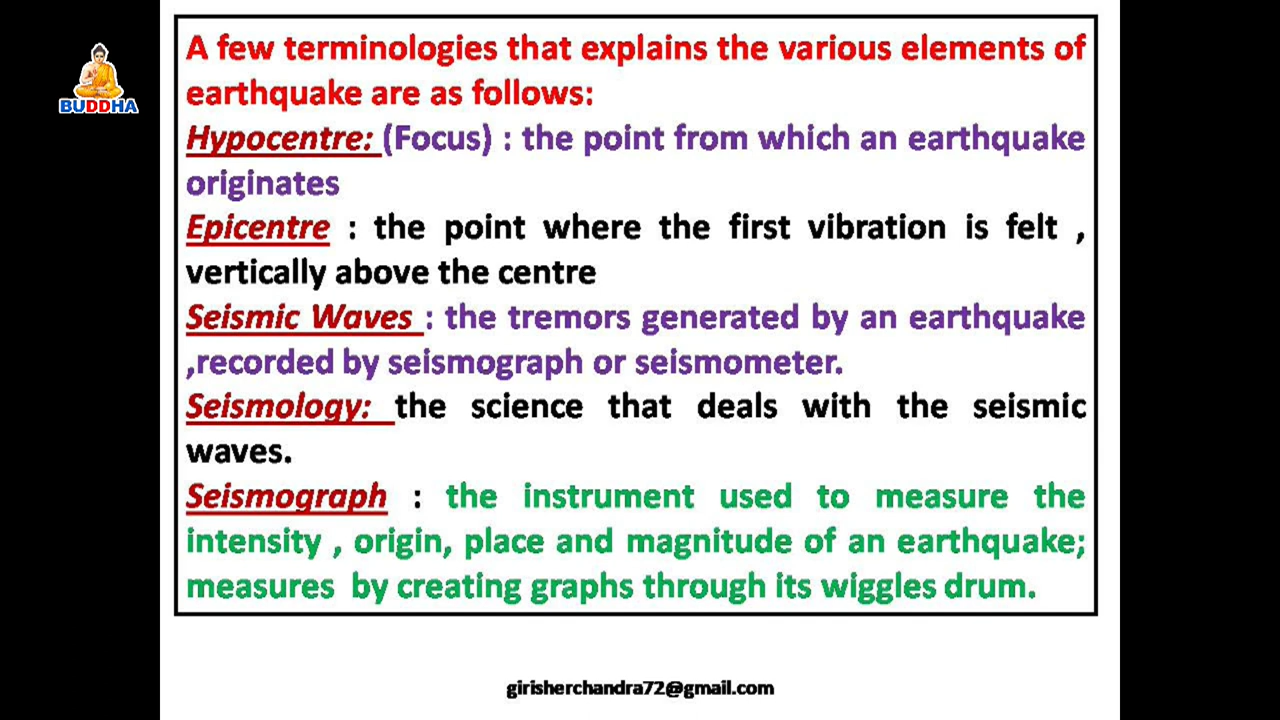 BUDDHA
A few terminologies that explains the various elements of
earthquake are as follows:
Hypocentre: (Focus) : the point from which an earthquake
originates
Epicentre : the point where the first vibration is felt ,
vertically above the centre
Seismic Waves : the tremors generated by an earthquake
,recorded by seismograph or seismometer.
Seismology: the science that deals with the seismic
waves.
Seismograph : the instrument used to measure the
intensity , origin, place and magnitude of an earthquake;
measures by creating graphs through its wiggles drum.
girisherchandra72@gmail.com